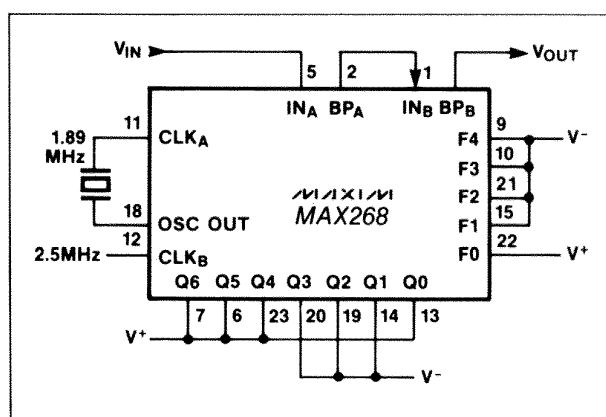 VIN
VOUT
5
2
1
INA
BPA
INB
BPB
11
CLKA
1.89
MHz
18
OSC OUT
12
2.5MHz
CLKB
MAXIM
MAX268
F4
9
V−
F3
10
F2
21
F1
15
F0
22
V+
Q6
Q5
Q4
Q3
Q2
Q1
Q0
7
6
23
20
19
14
13
V+
V−